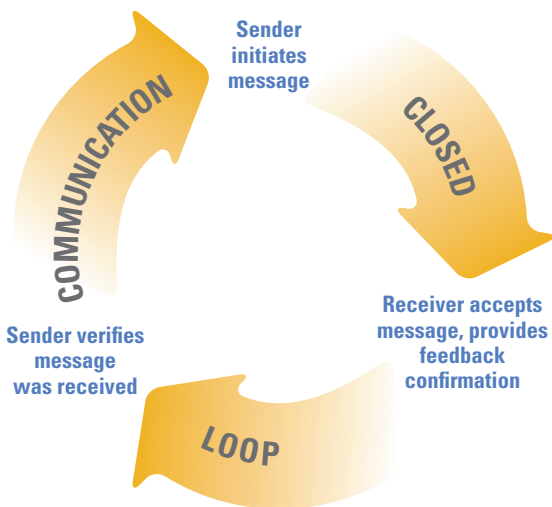 Sender
initiates
message
CLOSED
Receiver accepts
message, provides
feedback
confirmation
LOOP
Sender verifies
message
was received
COMMUNICATION